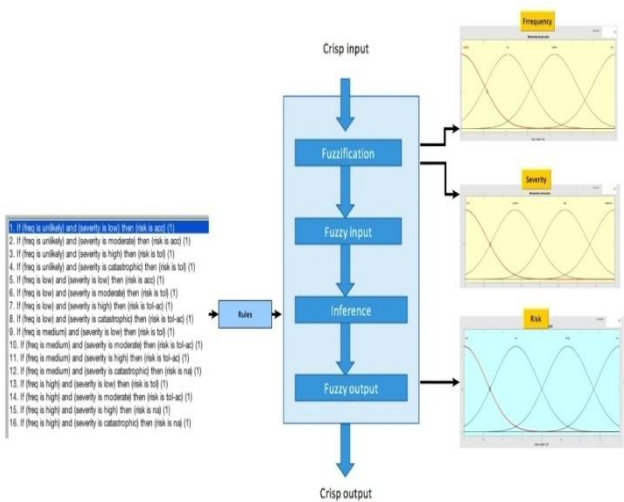 Frrequency
Crisp input
Fuzzification
Severity
Fuzzy input
1. If (freq is unlikely) and (severity is low) then (risk is acc) (1)
2. If (freq is unlikely) and (severity is moderate) then (risk is acc) (1)
3. If (freq is unlikely) and (severity is high) then (risk is tol) (1)
4. If (freq is unlikely) and (severity is catastrophic) then (risk is tol) (1)
5. If (freq is low) and (severity is low) then (risk is acc) (1)
6. If (freq is low) and (severity is moderate) then (risk is tol) (1)
7. If (freq is low) and (severity is high) then (risk is tol-ac) (1)
8. If (freq is low) and (severity is catastrophic) then (risk is tol-ac) (1)
9. If (freq is medium) and (severity is low) then (risk is tol) (1)
10. If (freq is medium) and (severity is moderate) then (risk is tol-ac) (1)
11. If (freq is medium) and (severity is high) then (risk is tol-ac) (1)
12. If (freq is medium) and (severity is catastrophic) then (risk is na) (1)
13. If (freq is high) and (severity is low) then (risk is tol) (1)
14. If (freq is high) and (severity is moderate) then (risk is tol-ac) (1)
15. If (freq is high) and (severity is high) then (risk is na) (1)
16. If (freq is high) and (severity is catastrophic) then (risk is na) (1)
Rules
Inference
Risk
Fuzzy output
Crisp output